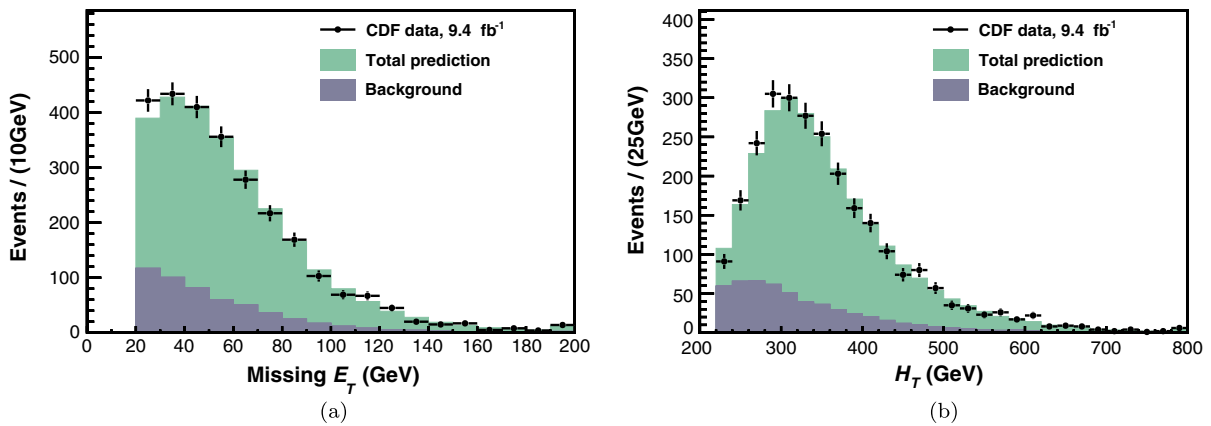 CDF data, 9.4 fb⁻¹
Total prediction
Background
Events / (10GeV)
500
400
300
200
100
0
0 20 40 60 80 100 120 140 160 180 200
Missing E_T (GeV)
(a)
CDF data, 9.4 fb⁻¹
Total prediction
Background
Events / (25GeV)
400
350
300
250
200
150
100
50
0
200 300 400 500 600 700 800
H_T (GeV)
(b)